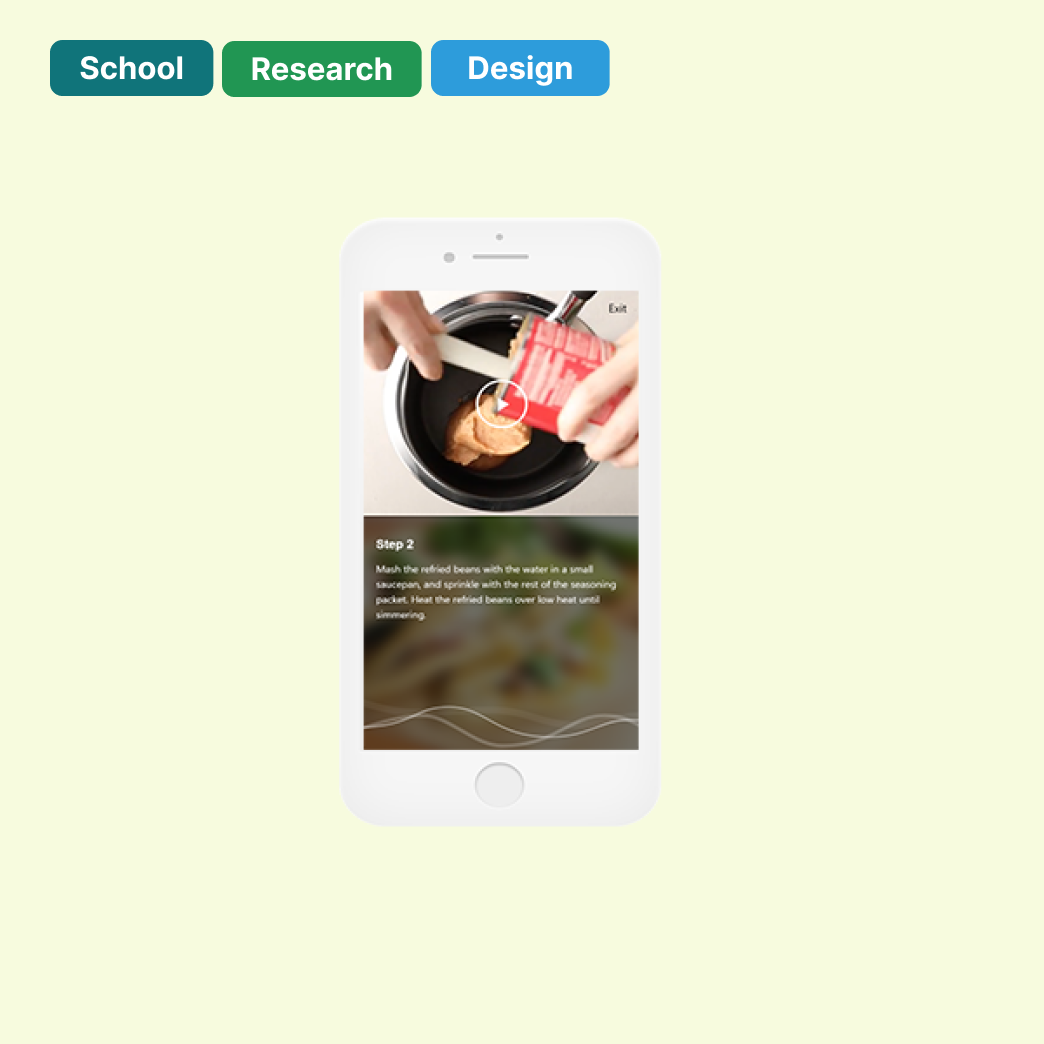 School
Research
Design
Exit
Step 2
Mash the refried beans with the water in a small
saucepan, and sprinkle with the rest of the seasoning
packet. Heat the refried beans over low heat until
simmering.